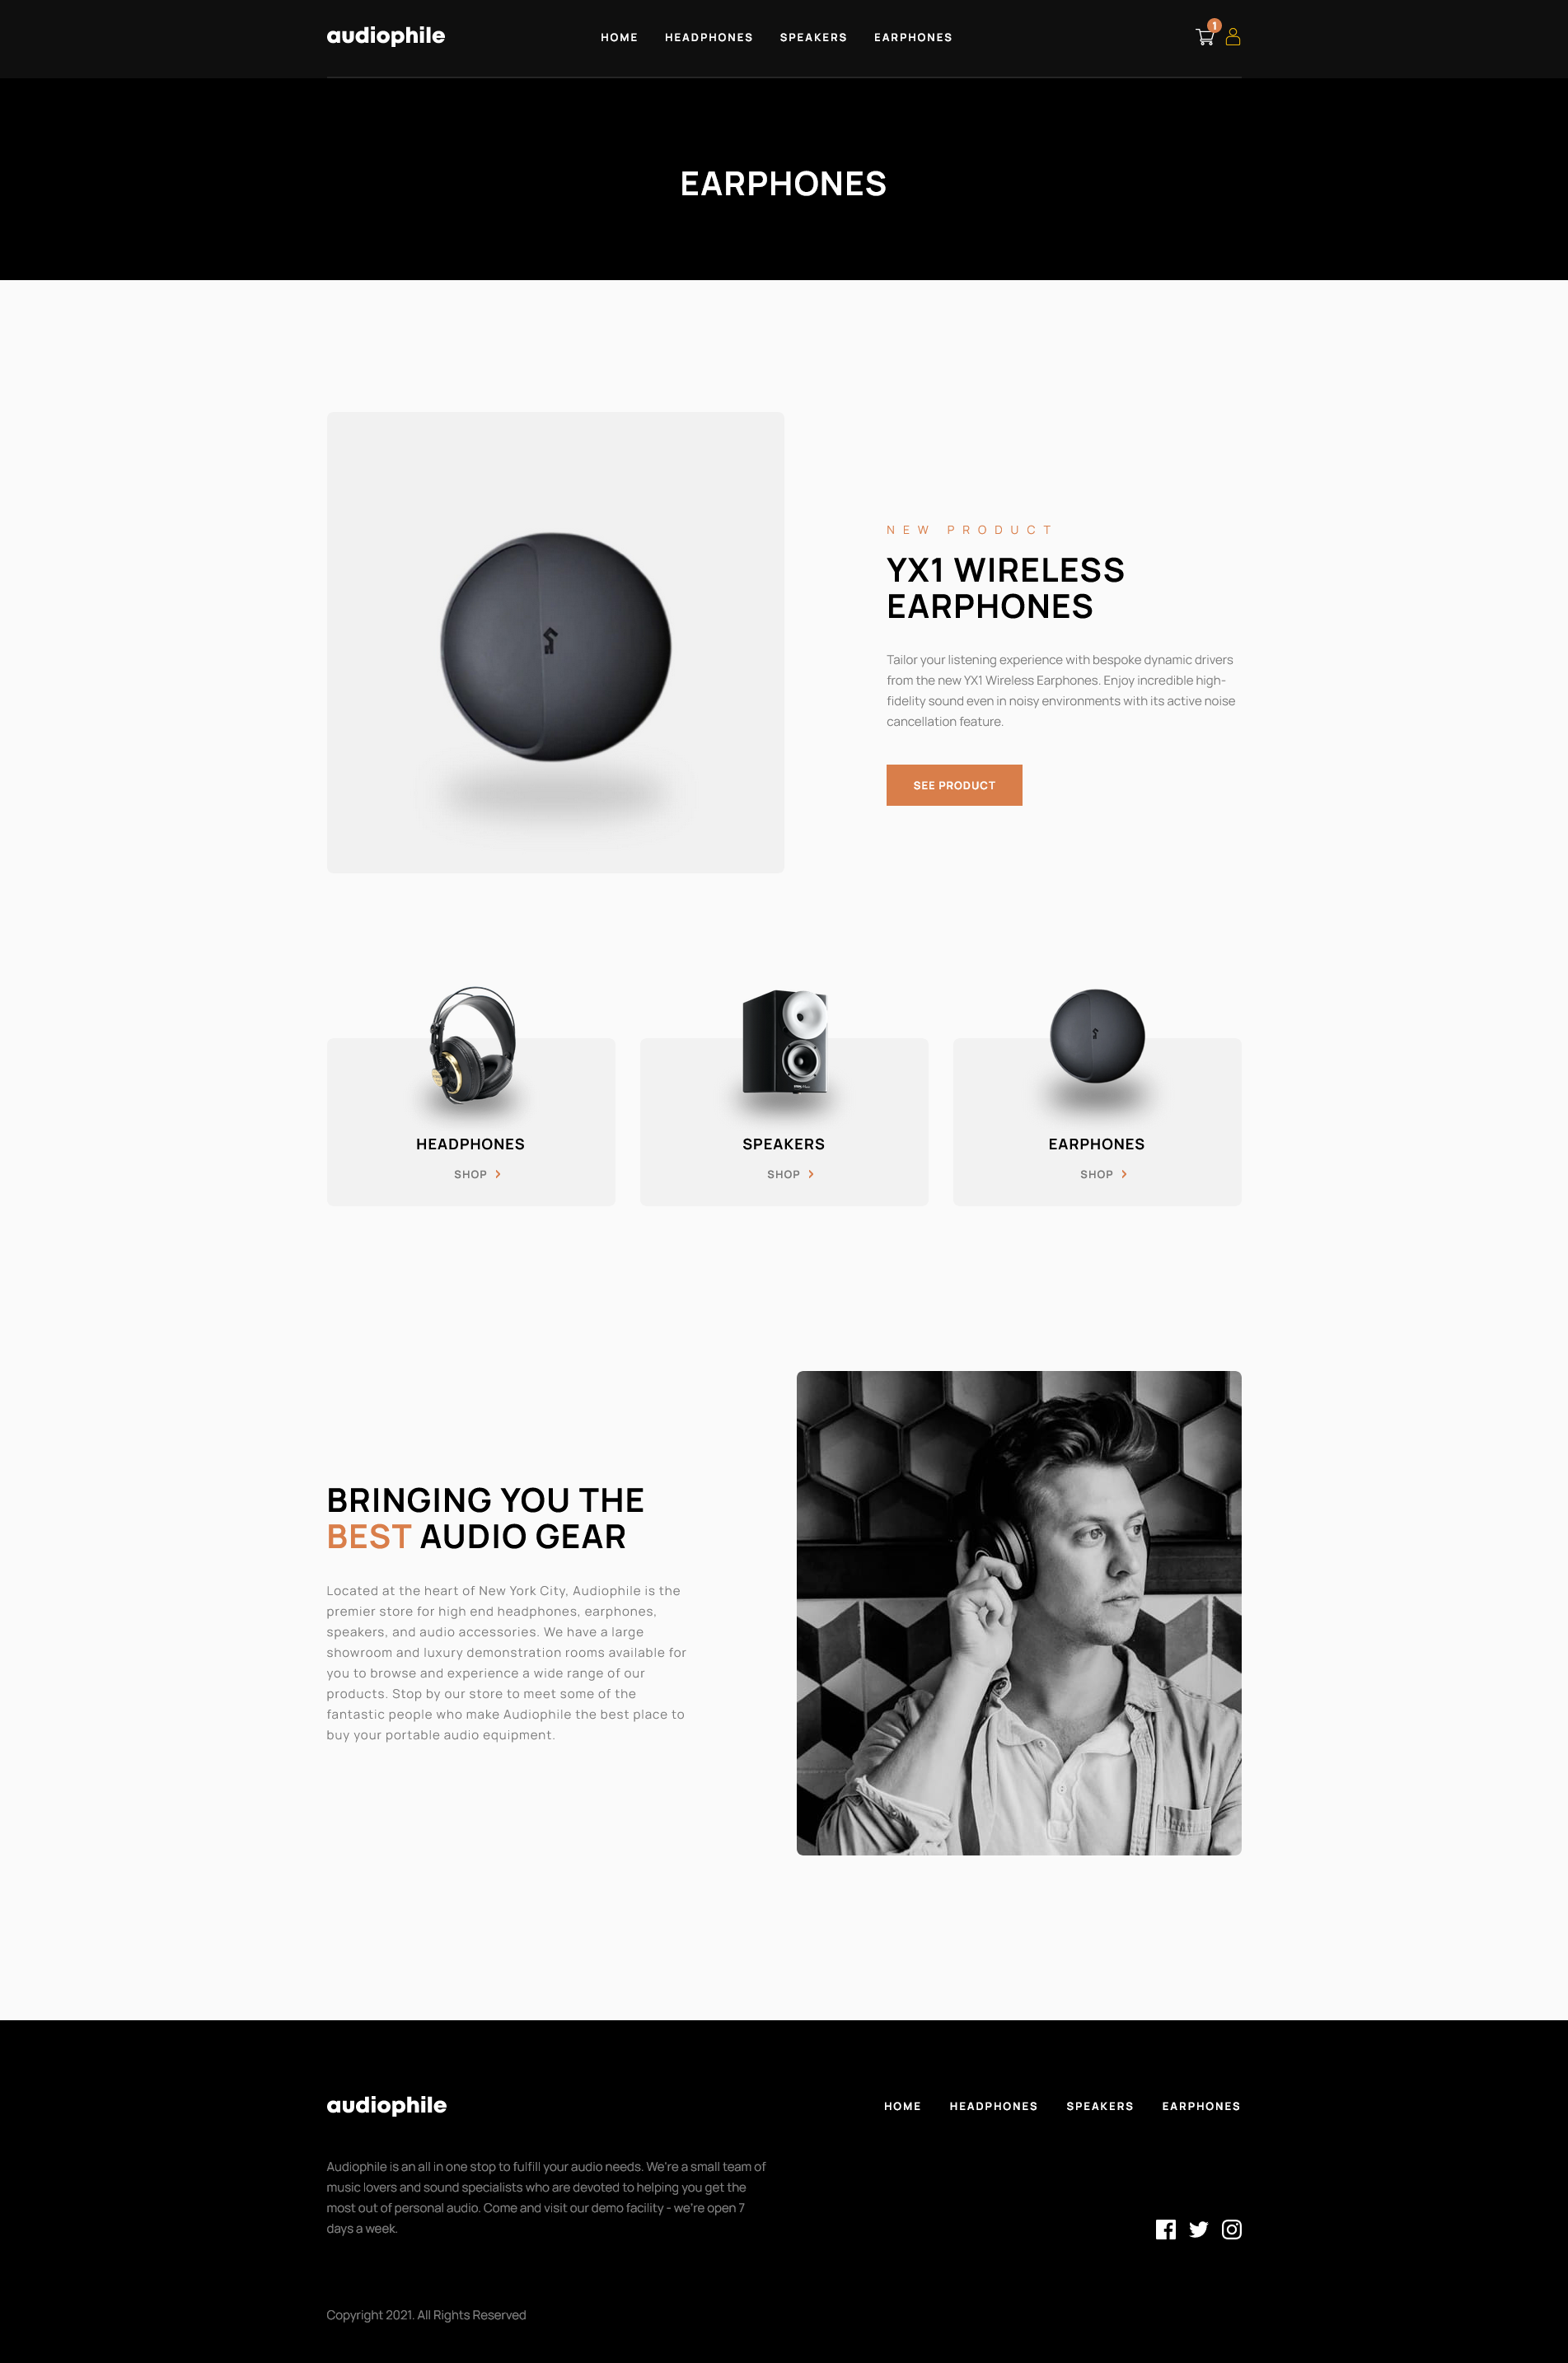 audiophile
HOME HEADPHONES SPEAKERS EARPHONES
1
EARPHONES
NEW PRODUCT
YX1 WIRELESS
EARPHONES
Tailor your listening experience with bespoke dynamic drivers
from the new YX1 Wireless Earphones. Enjoy incredible high-
fidelity sound even in noisy environments with its active noise
cancellation feature.
SEE PRODUCT
HEADPHONES
SHOP
SPEAKERS
SHOP
EARPHONES
SHOP
BRINGING YOU THE
BEST AUDIO GEAR
Located at the heart of New York City, Audiophile is the
premier store for high end headphones, earphones,
speakers, and audio accessories. We have a large
showroom and luxury demonstration rooms available for
you to browse and experience a wide range of our
products. Stop by our store to meet some of the
fantastic people who make Audiophile the best place to
buy your portable audio equipment.
audiophile
HOME HEADPHONES SPEAKERS EARPHONES
Audiophile is an all in one stop to fulfill your audio needs. We're a small team of
music lovers and sound specialists who are devoted to helping you get the
most out of personal audio. Come and visit our demo facility - we're open 7
days a week.
Copyright 2021. All Rights Reserved